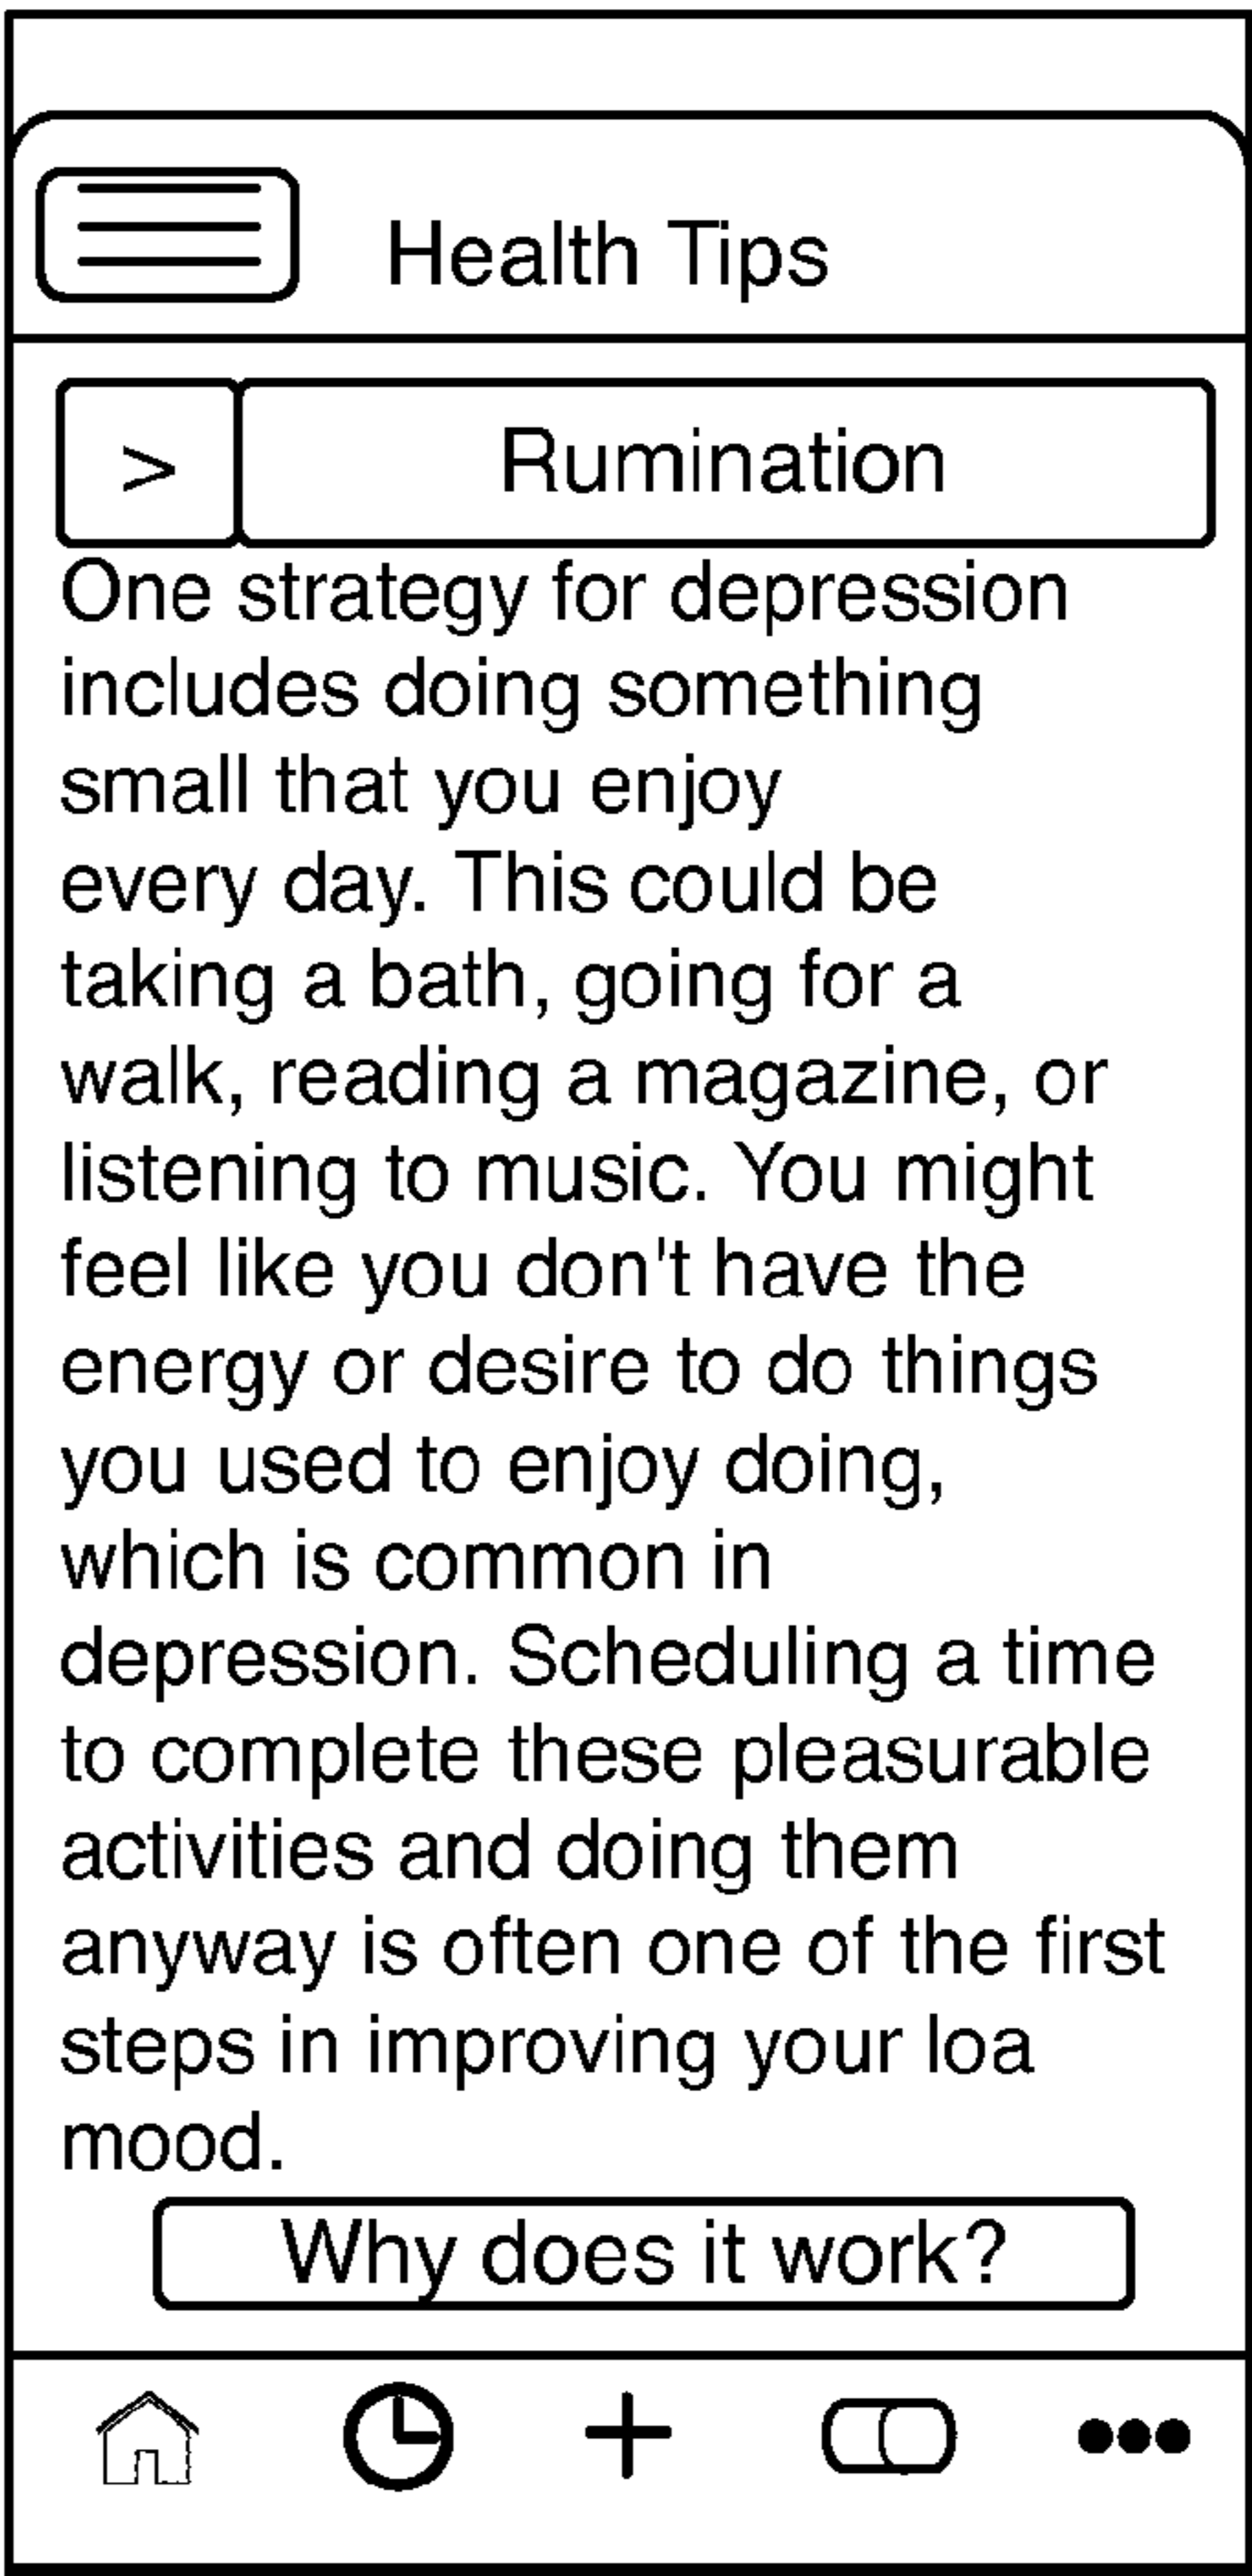 Health Tips
> Rumination
One strategy for depression
includes doing something
small that you enjoy
every day. This could be
taking a bath, going for a
walk, reading a magazine, or
listening to music. You might
feel like you don't have the
energy or desire to do things
you used to enjoy doing,
which is common in
depression. Scheduling a time
to complete these pleasurable
activities and doing them
anyway is often one of the first
steps in improving your loa
mood.
Why does it work?